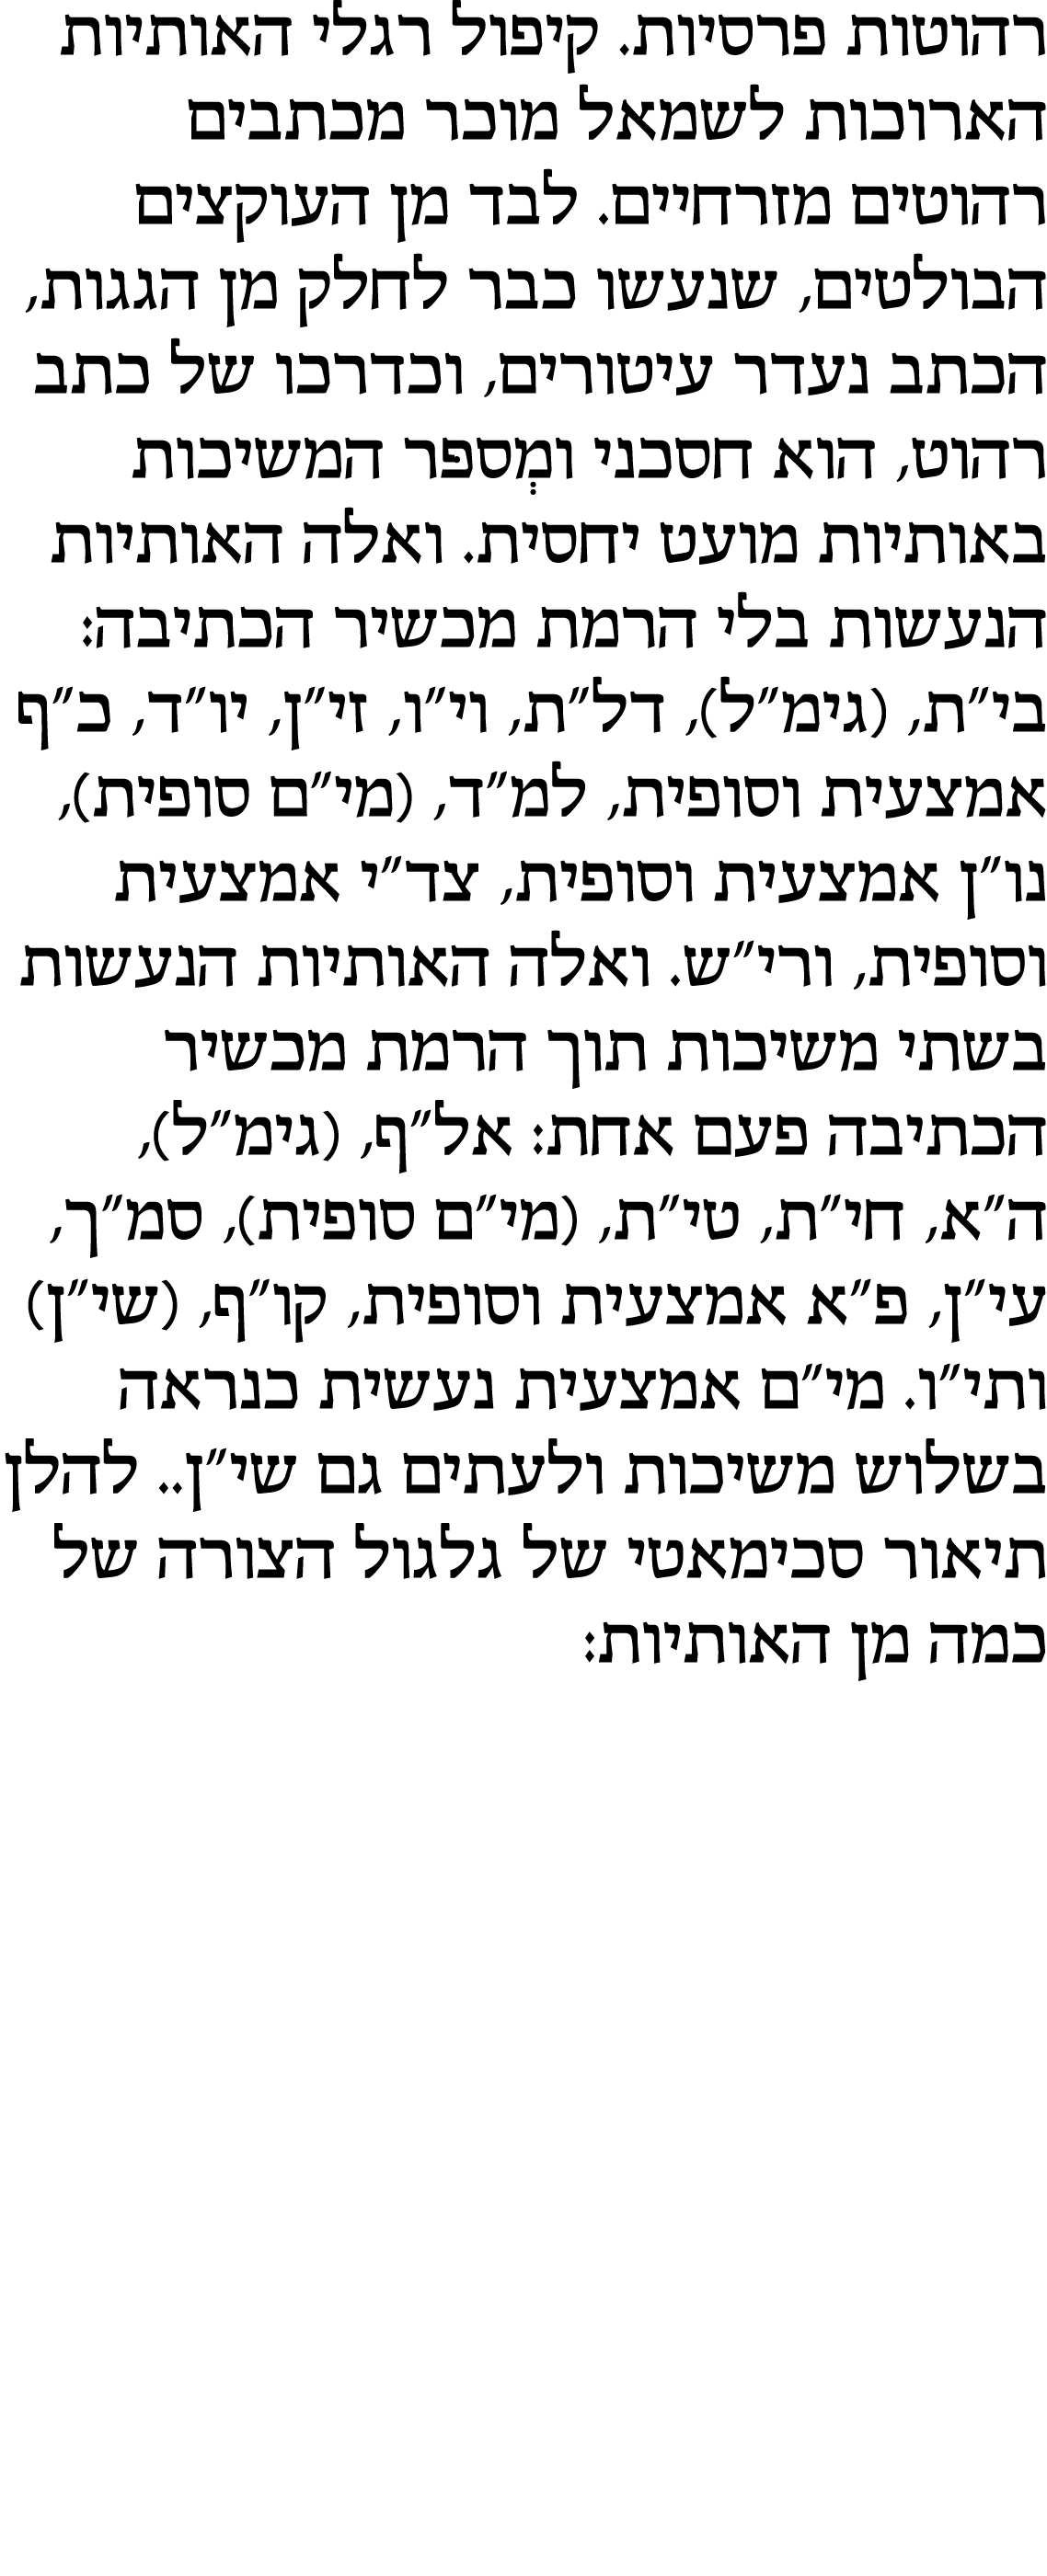 רהוטות פרסיות. קיפול רגלי האותיות
הארוכות לשמאל מוכר מכתבים
רהוטים מזרחיים. לבד מן העוקצים
הבולטים, שנעשו כבר לחלק מן הגגות,
הכתב נעדר עיטורים, וכדרכו של כתב
רהוט, הוא חסכני ומְספר המשיכות
באותיות מועט יחסית. ואלה האותיות
הנעשות בלי הרמת מכשיר הכתיבה:
בי״ת, (גימ״ל), דל״ת, וי״ו, זי״ן, יו״ד, כ״ף
אמצעית וסופית, למ״ד, (מי״ם סופית),
נו״ן אמצעית וסופית, צד״י אמצעית
וסופית, ורי״ש. ואלה האותיות הנעשות
בשתי משיכות תוך הרמת מכשיר
הכתיבה פעם אחת: אל״ף, (גימ״ל),
ה״א, חי״ת, טי״ת, (מי״ם סופית), סמ״ך,
עי״ן, פ״א אמצעית וסופית, קו״ף, (שי״ן)
ותי״ו. מי״ם אמצעית נעשית כנראה
בשלוש משיכות ולעתים גם שי״ן.. להלן
תיאור סכימאטי של גלגול הצורה של
כמה מן האותיות: